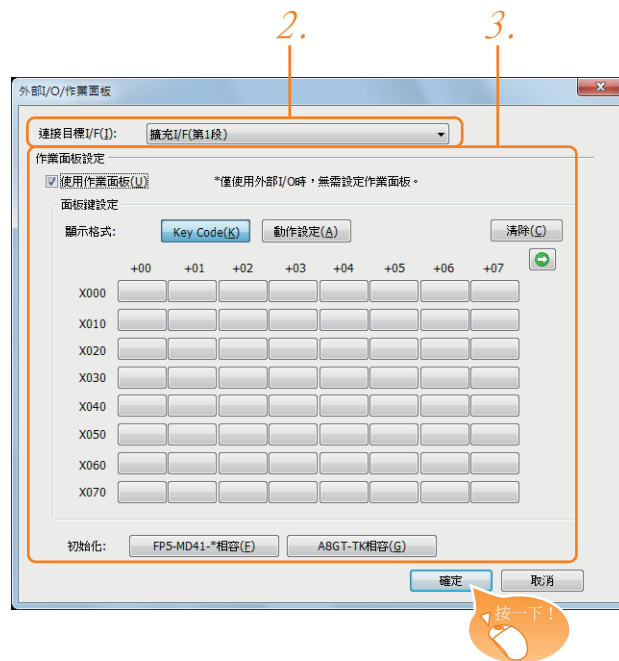 2. 3.
外部I/O/作業面板
連接目標I/F(I): 擴充I/F(第1段)
作業面板設定
使用作業面板(U) *僅使用外部I/O時，無需設定作業面板。
面板鍵設定
顯示格式: Key Code(K) 動作設定(A) 清除(C)
+00 +01 +02 +03 +04 +05 +06 +07
X000
X010
X020
X030
X040
X050
X060
X070
初始化: FP5-MD41-*相容(F) A8GT-TK相容(G)
確定 取消
按一下！